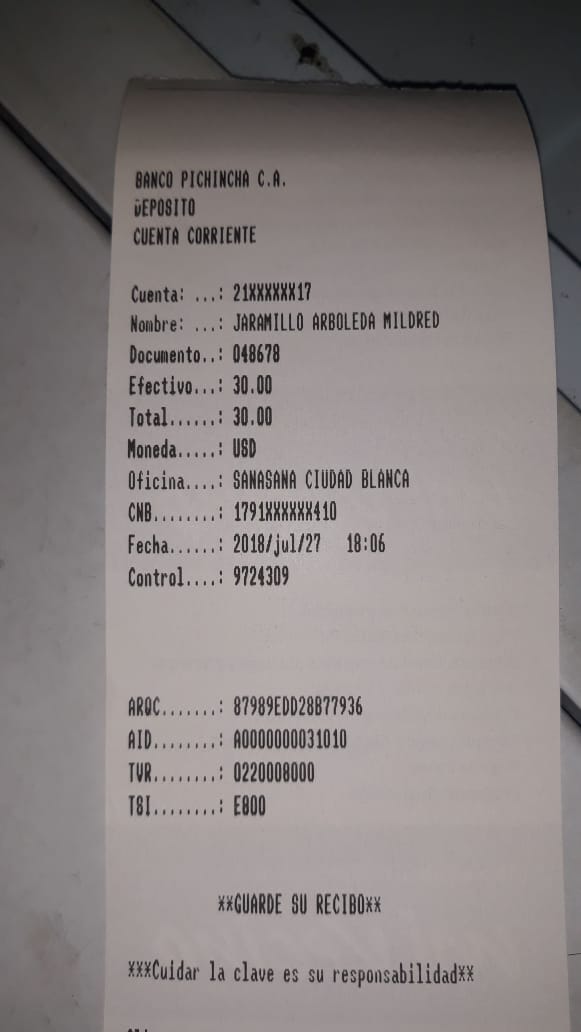 BANCO PICHINCHA C.A.
DEPOSITO
CUENTA CORRIENTE
Cuenta: ...: 21XXXXXX17
Nombre: ...: JARAMILLO ARBOLEDA MILDRED
Documento..: 048678
Efectivo...: 30.00
Total......: 30.00
Moneda.....: USD
Oficina....: SANASANA CIUDAD BLANCA
CNB........: 1791XXXXXX410
Fecha......: 2018/jul/27 18:06
Control....: 9724309
ARQC.......: 87989EDD28B77936
AID........: A0000000031010
TVR........: 0220008000
TSI........: E800
**GUARDE SU RECIBO**
***Cuidar la clave es su responsabilidad**